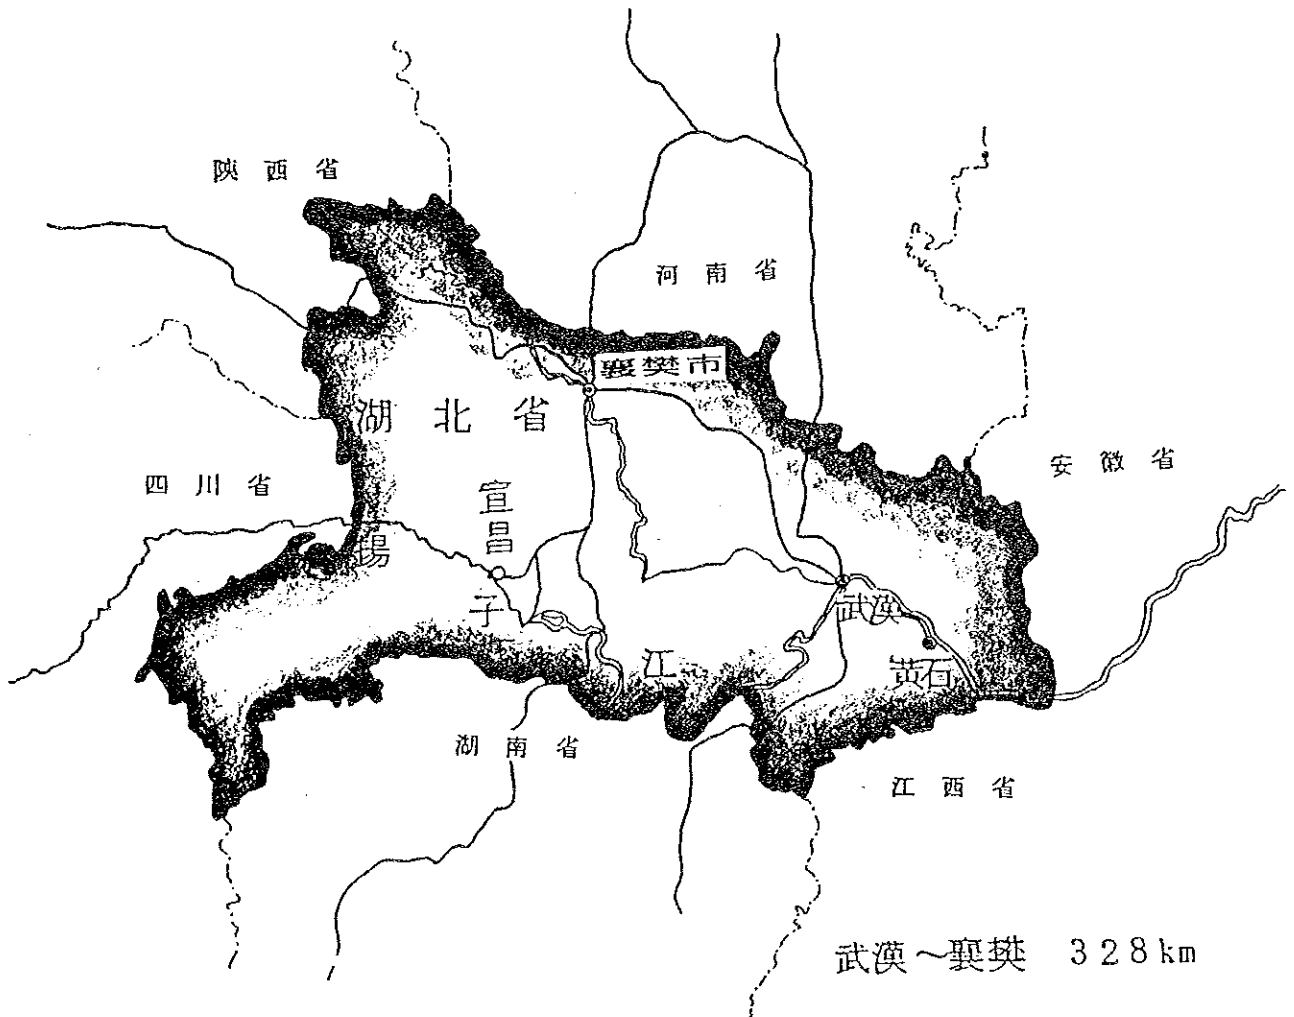 陝西省
河南省
襄樊市
湖北省
安徽省
四川省
宜昌
揚子江
武漢
黄石
湖南省
江西省
武漢～襄樊 328km